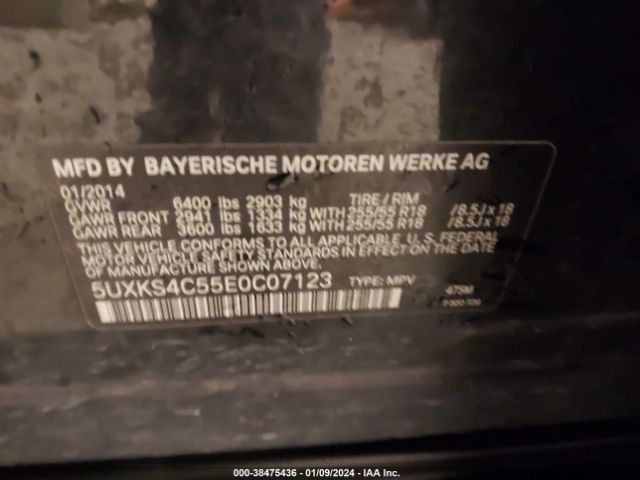 MFD BY BAYERISCHE MOTOREN WERKE AG
01/2014
GVWR 6400 lbs 2903 kg TIRE / RIM
GAWR FRONT 2941 lbs 1334 kg WITH 255/55 R18 / 8.5J x 18
GAWR REAR 3600 lbs 1633 kg WITH 255/55 R18 / 8.5J x 18
THIS VEHICLE CONFORMS TO ALL APPLICABLE U. S. FEDERAL
MOTOR VEHICLE SAFETY STANDARDS IN EFFECT ON THE
DATE OF MANUFACTURE SHOWN ABOVE.
5UXKS4C55E0C07123 TYPE: MPV 475M
000-38475436 - 01/09/2024 - IAA Inc.